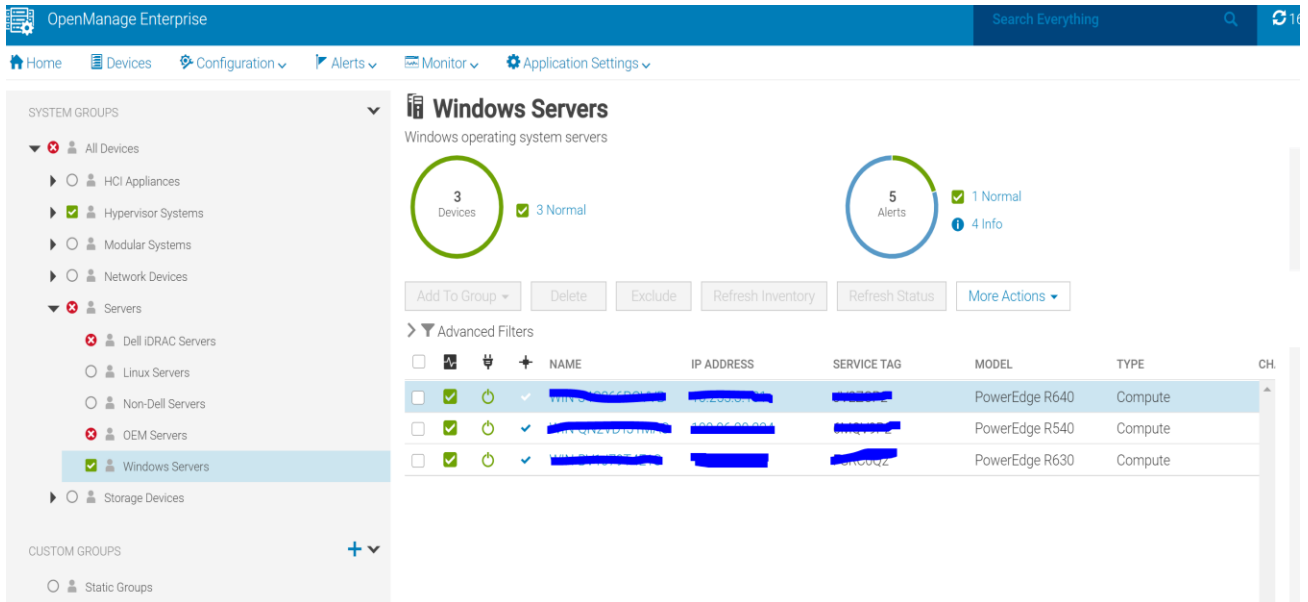 OpenManage Enterprise
Search Everything
16
Home Devices Configuration Alerts Monitor Application Settings
SYSTEM GROUPS
All Devices
HCI Appliances
Hypervisor Systems
Modular Systems
Network Devices
Servers
Dell iDRAC Servers
Linux Servers
Non-Dell Servers
OEM Servers
Windows Servers
Storage Devices
CUSTOM GROUPS
Static Groups
Windows Servers
Windows operating system servers
3
Devices
3 Normal
5
Alerts
1 Normal
4 Info
Add To Group Delete Exclude Refresh Inventory Refresh Status More Actions
Advanced Filters
NAME IP ADDRESS SERVICE TAG MODEL TYPE CH
PowerEdge R640 Compute
PowerEdge R540 Compute
PowerEdge R630 Compute